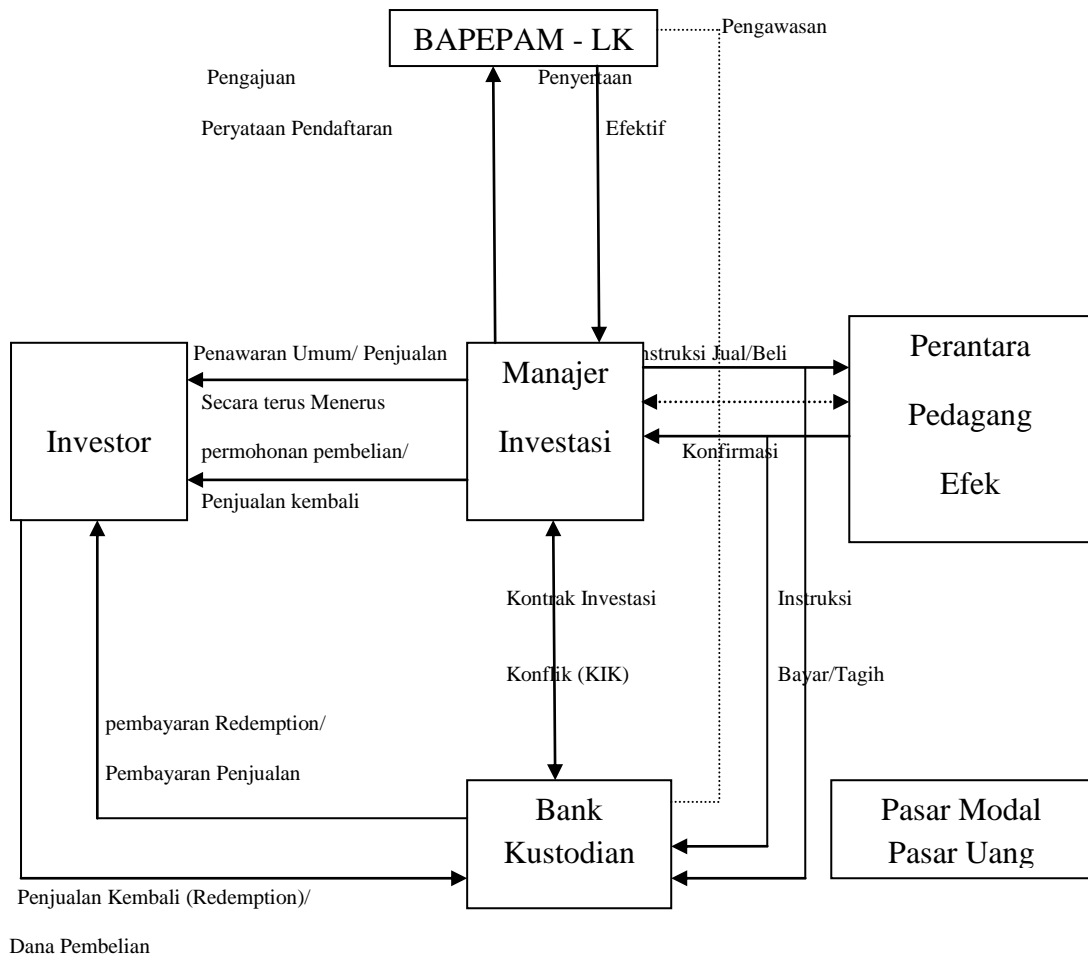 BAPEPAM - LK
Pengawasan
Pengajuan
Penyertaan
Peryataan Pendaftaran
Efektif
Penawaran Umum/ Penjualan
nstruksi Jual/Beli
Secara terus Menerus
permohonan pembelian/
Penjualan kembali
Investor
Manajer
Investasi
Konfirmasi
Perantara
Pedagang
Efek
Kontrak Investasi
Konflik (KIK)
Instruksi
Bayar/Tagih
pembayaran Redemption/
Pembayaran Penjualan
Bank
Kustodian
Pasar Modal
Pasar Uang
Penjualan Kembali (Redemption)/
Dana Pembelian